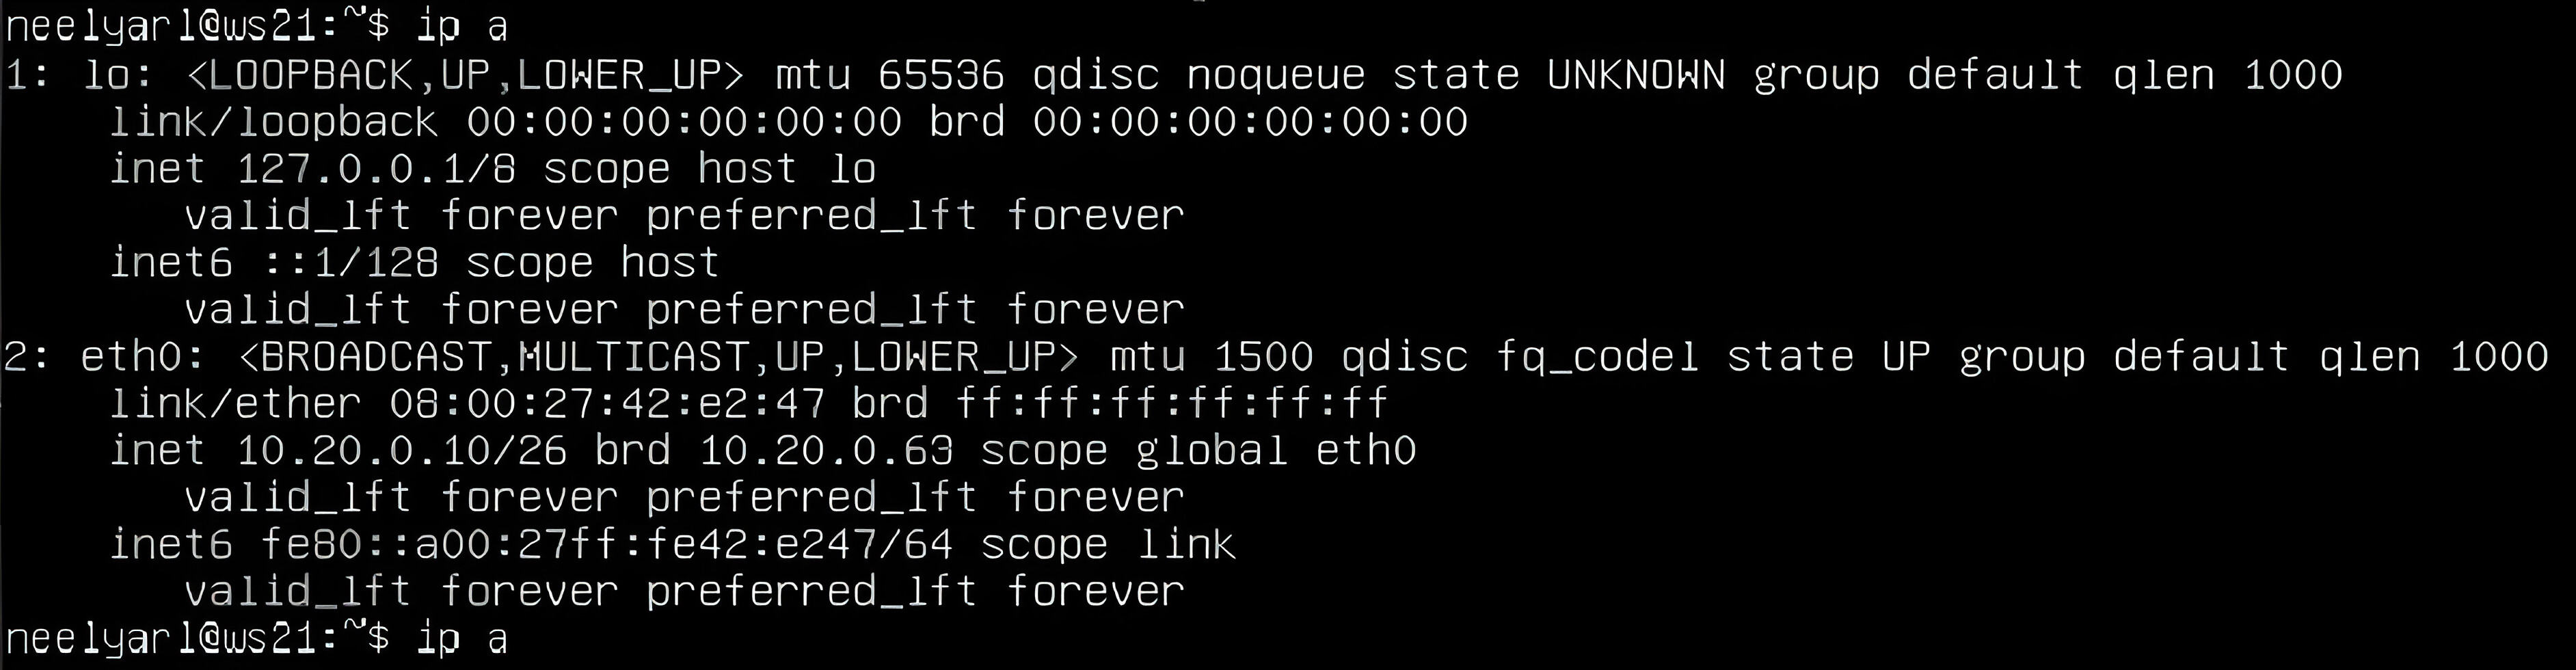 neelyarl@ws21:~$ ip a
1: lo: <LOOPBACK,UP,LOWER_UP> mtu 65536 qdisc noqueue state UNKNOWN group default qlen 1000
    link/loopback 00:00:00:00:00:00 brd 00:00:00:00:00:00
    inet 127.0.0.1/8 scope host lo
       valid_lft forever preferred_lft forever
    inet6 ::1/128 scope host
       valid_lft forever preferred_lft forever
2: eth0: <BROADCAST,MULTICAST,UP,LOWER_UP> mtu 1500 qdisc fq_codel state UP group default qlen 1000
    link/ether 08:00:27:42:e2:47 brd ff:ff:ff:ff:ff:ff
    inet 10.20.0.10/26 brd 10.20.0.63 scope global eth0
       valid_lft forever preferred_lft forever
    inet6 fe80::a00:27ff:fe42:e247/64 scope link
       valid_lft forever preferred_lft forever
neelyarl@ws21:~$ ip a